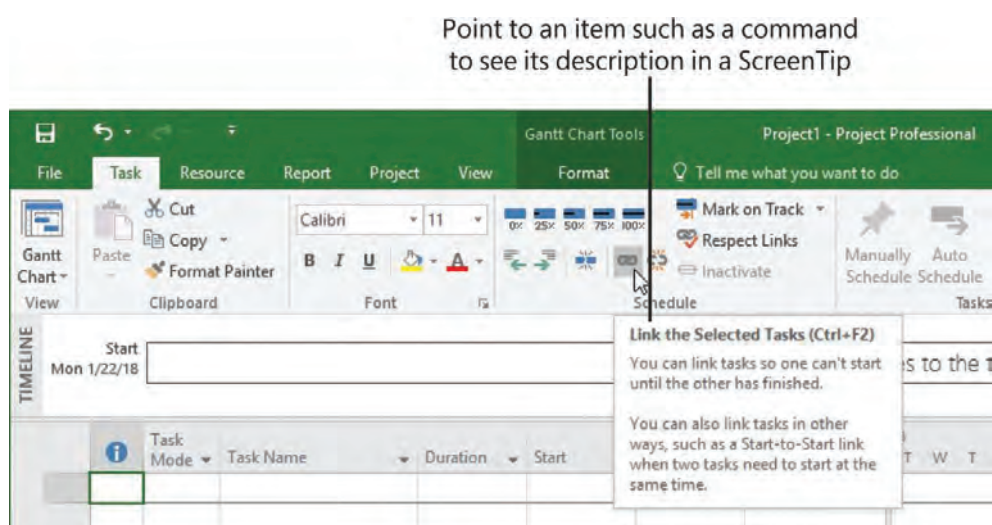 Point to an item such as a command
to see its description in a ScreenTip
Gantt Chart Tools
Project1 - Project Professional
File
Task
Resource
Report
Project
View
Format
Tell me what you want to do
Gantt
Chart
View
Paste
Cut
Copy
Format Painter
Clipboard
Calibri
11
B I U
A
Font
0% 25% 50% 75% 100%
Mark on Track
Respect Links
Inactivate
Schedule
Manually
Schedule
Auto
Schedule
Tasks
TIMELINE
Start
Mon 1/22/18
s to the t
Link the Selected Tasks (Ctrl+F2)
You can link tasks so one can't start
until the other has finished.
You can also link tasks in other
ways, such as a Start-to-Start link
when two tasks need to start at the
same time.
Task
Mode
Task Name
Duration
Start
T W T